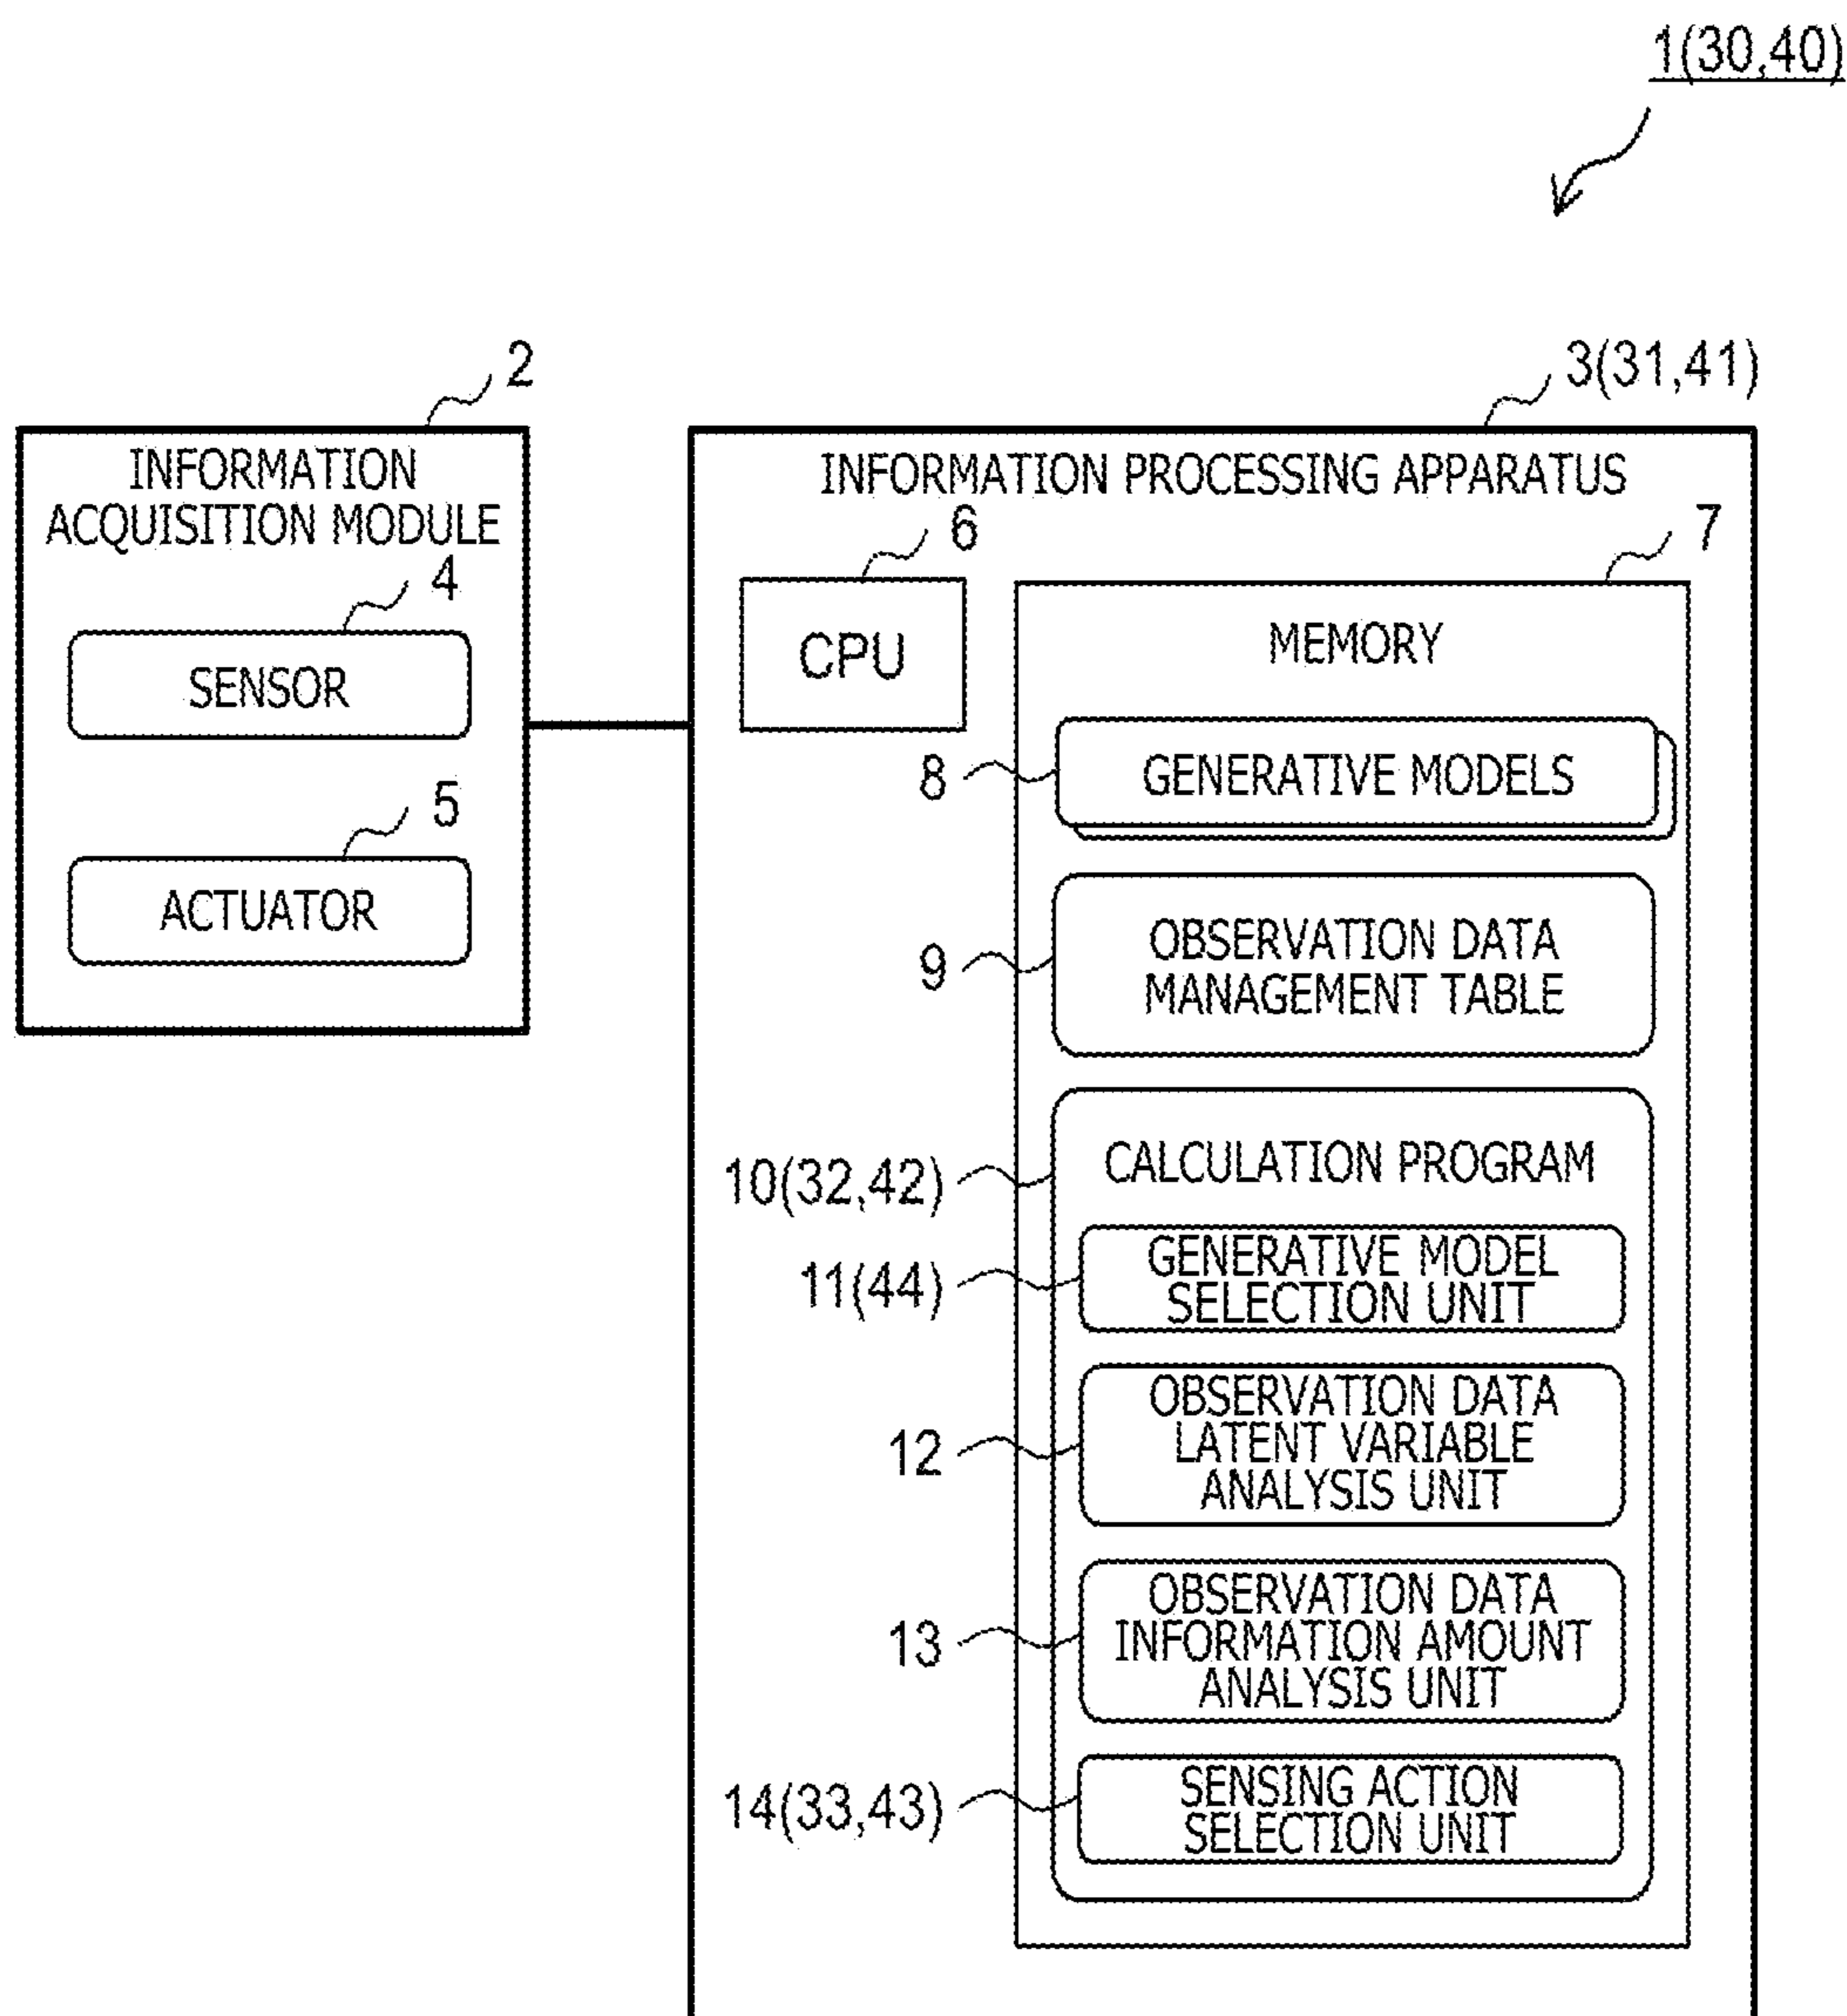 1(30,40)
2
3(31,41)
INFORMATION
ACQUISITION MODULE
4
SENSOR
5
ACTUATOR
INFORMATION PROCESSING APPARATUS
6
CPU
7
MEMORY
8
GENERATIVE MODELS
9
OBSERVATION DATA
MANAGEMENT TABLE
10(32,42)
CALCULATION PROGRAM
11(44)
GENERATIVE MODEL
SELECTION UNIT
12
OBSERVATION DATA
LATENT VARIABLE
ANALYSIS UNIT
13
OBSERVATION DATA
INFORMATION AMOUNT
ANALYSIS UNIT
14(33,43)
SENSING ACTION
SELECTION UNIT